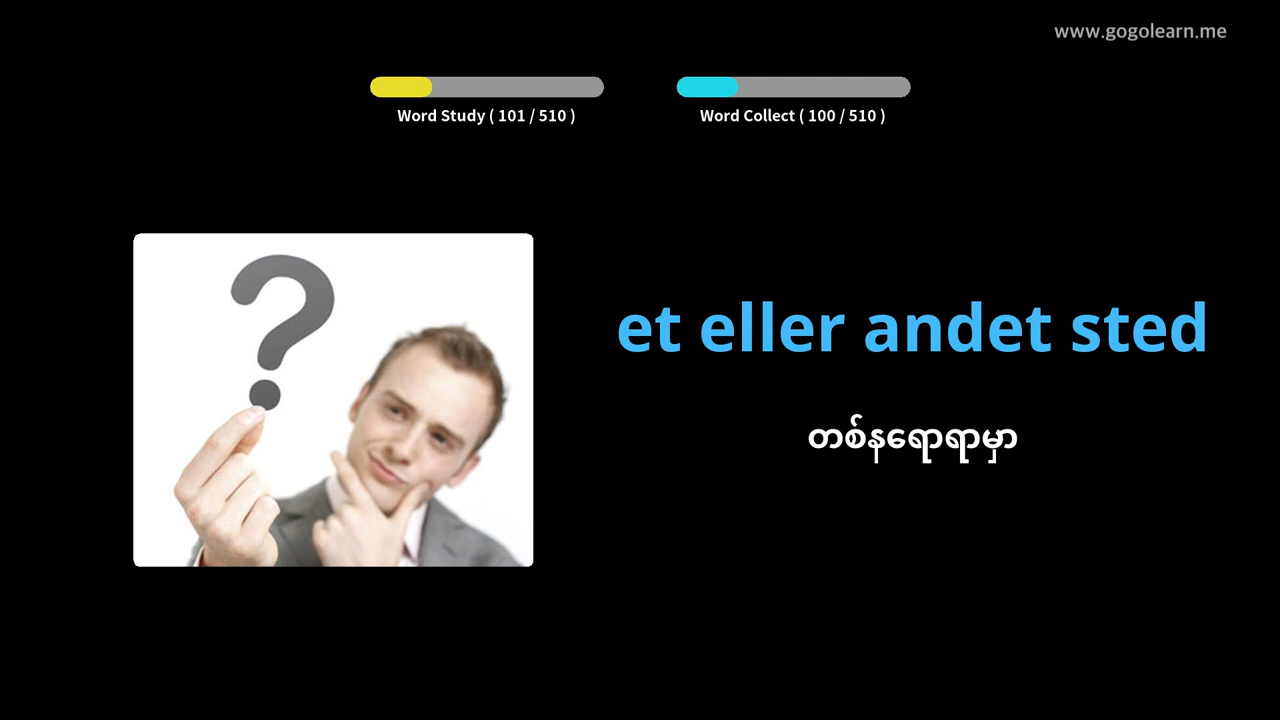 www.gogolearn.me
Word Study ( 101 / 510 )
Word Collect ( 100 / 510 )
et eller andet sted
တစ်နေရာရာမှာ